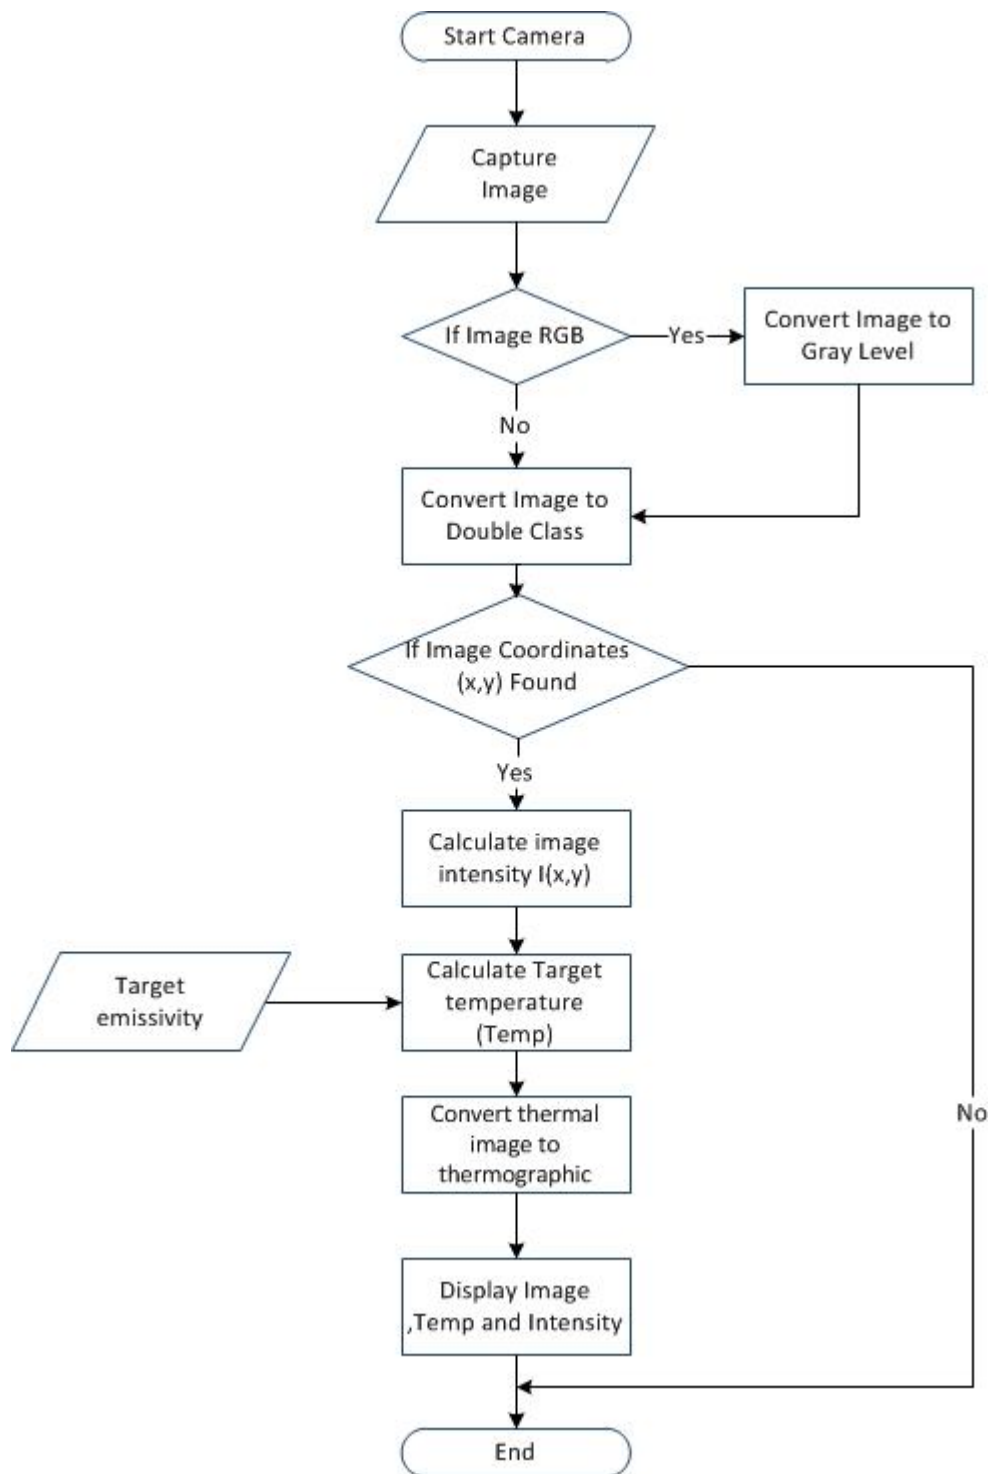 Start Camera
Capture
Image
If Image RGB
Yes
Convert Image to
Gray Level
No
Convert Image to
Double Class
If Image Coordinates
(x,y) Found
Yes
Calculate image
intensity I(x,y)
Target
emissivity
Calculate Target
temperature
(Temp)
Convert thermal
image to
thermographic
No
Display Image
,Temp and Intensity
End